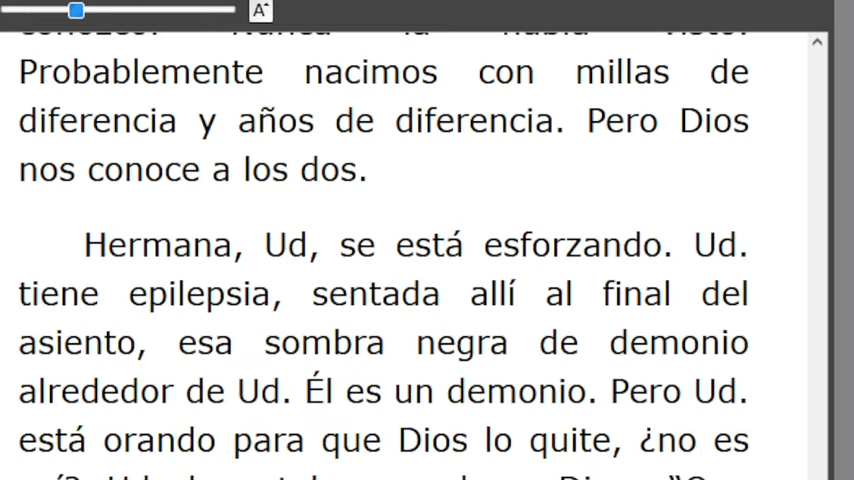 A
Probablemente nacimos con millas de
diferencia y años de diferencia. Pero Dios
nos conoce a los dos.
Hermana, Ud, se está esforzando. Ud.
tiene epilepsia, sentada allí al final del
asiento, esa sombra negra de demonio
alrededor de Ud. Él es un demonio. Pero Ud.
está orando para que Dios lo quite, ¿no es